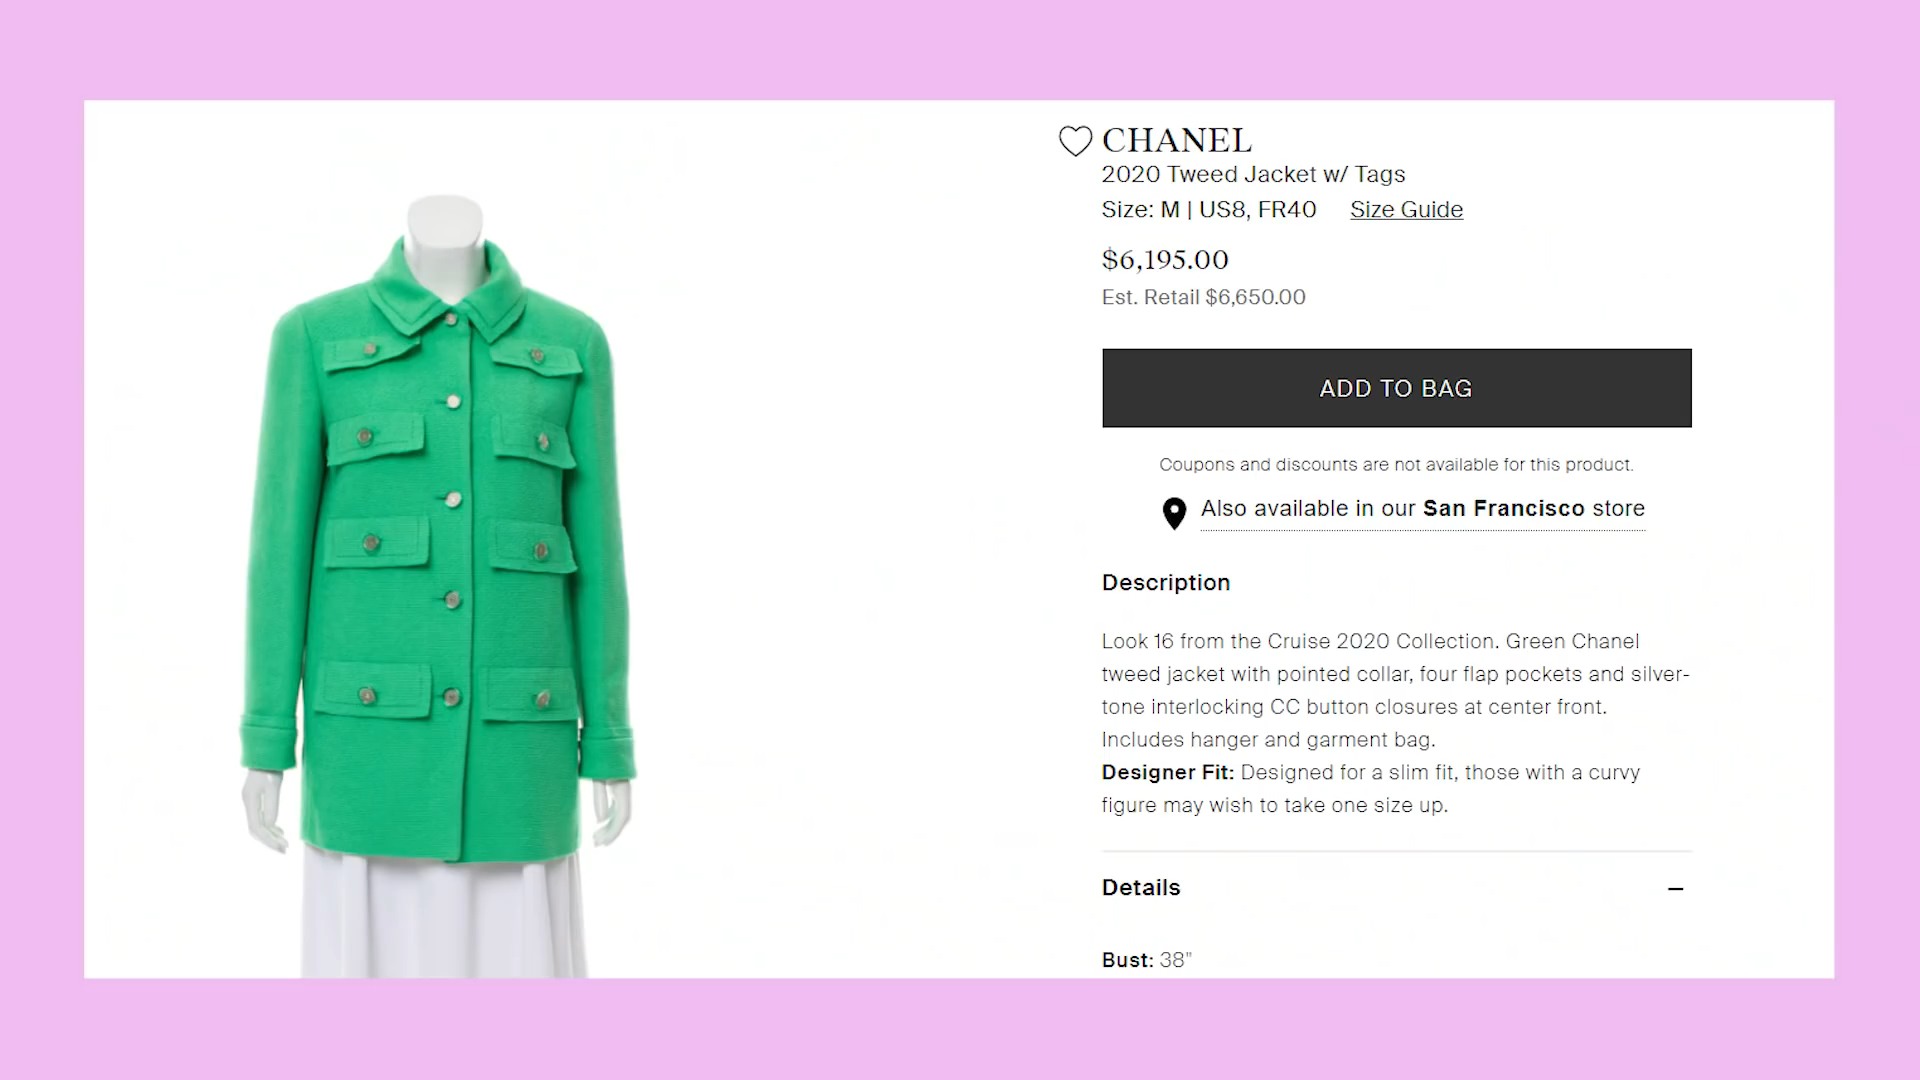 CHANEL
2020 Tweed Jacket w/ Tags
Size: M | US8, FR40 Size Guide
$6,195.00
Est. Retail $6,650.00
ADD TO BAG
Coupons and discounts are not available for this product.
Also available in our San Francisco store
Description
Look 16 from the Cruise 2020 Collection. Green Chanel
tweed jacket with pointed collar, four flap pockets and silver-
tone interlocking CC button closures at center front.
Includes hanger and garment bag.
Designer Fit: Designed for a slim fit, those with a curvy
figure may wish to take one size up.
Details
Bust: 38"